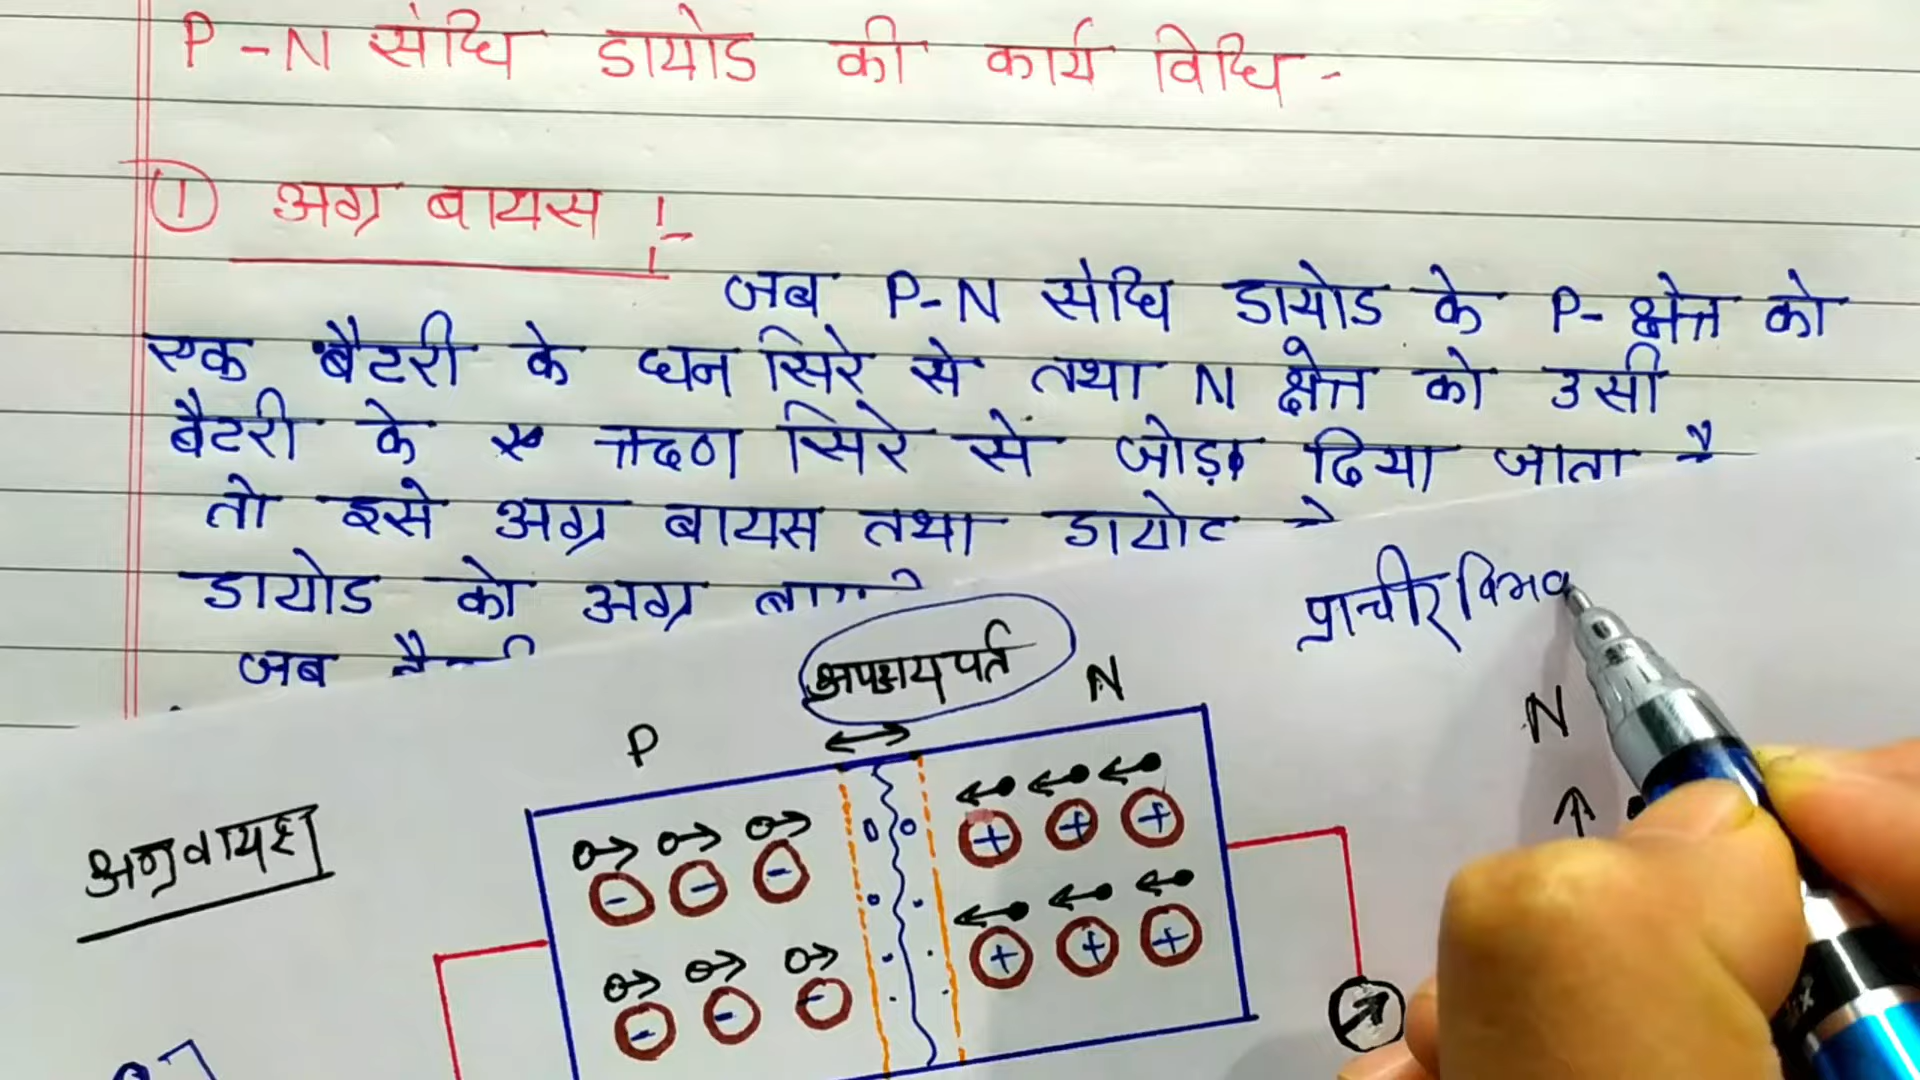 P-N संधि डायोड की कार्य विधि -
① अग्र बायस :-
जब P-N संधि डायोड के P- क्षेत्र को
एक बैटरी के धन सिरे से तथा N क्षेत्र को उसी
बैटरी के ऋण सिरे से जोड़ दिया जाता है
तो इसे अग्र बायस तथा डायोड
डायोड को अग्र
जब
प्राचीर विभव
अपक्षय पर्त
P
N
N
अग्र बायस